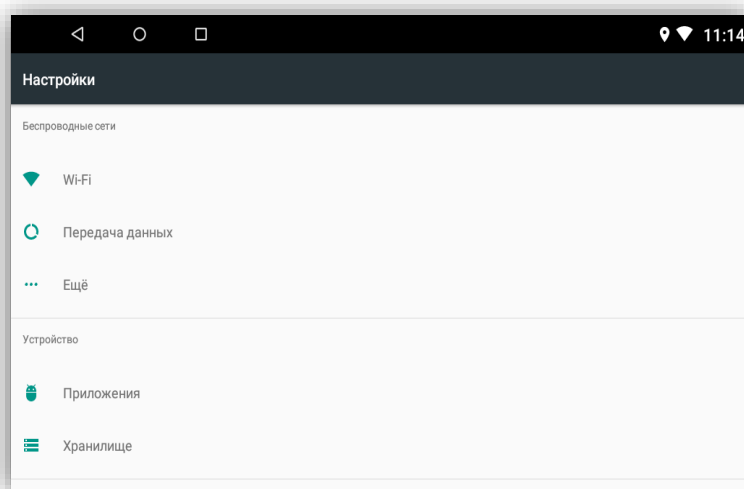 11:14
Настройки
Беспроводные сети
Wi-Fi
Передача данных
Ещё
Устройство
Приложения
Хранилище